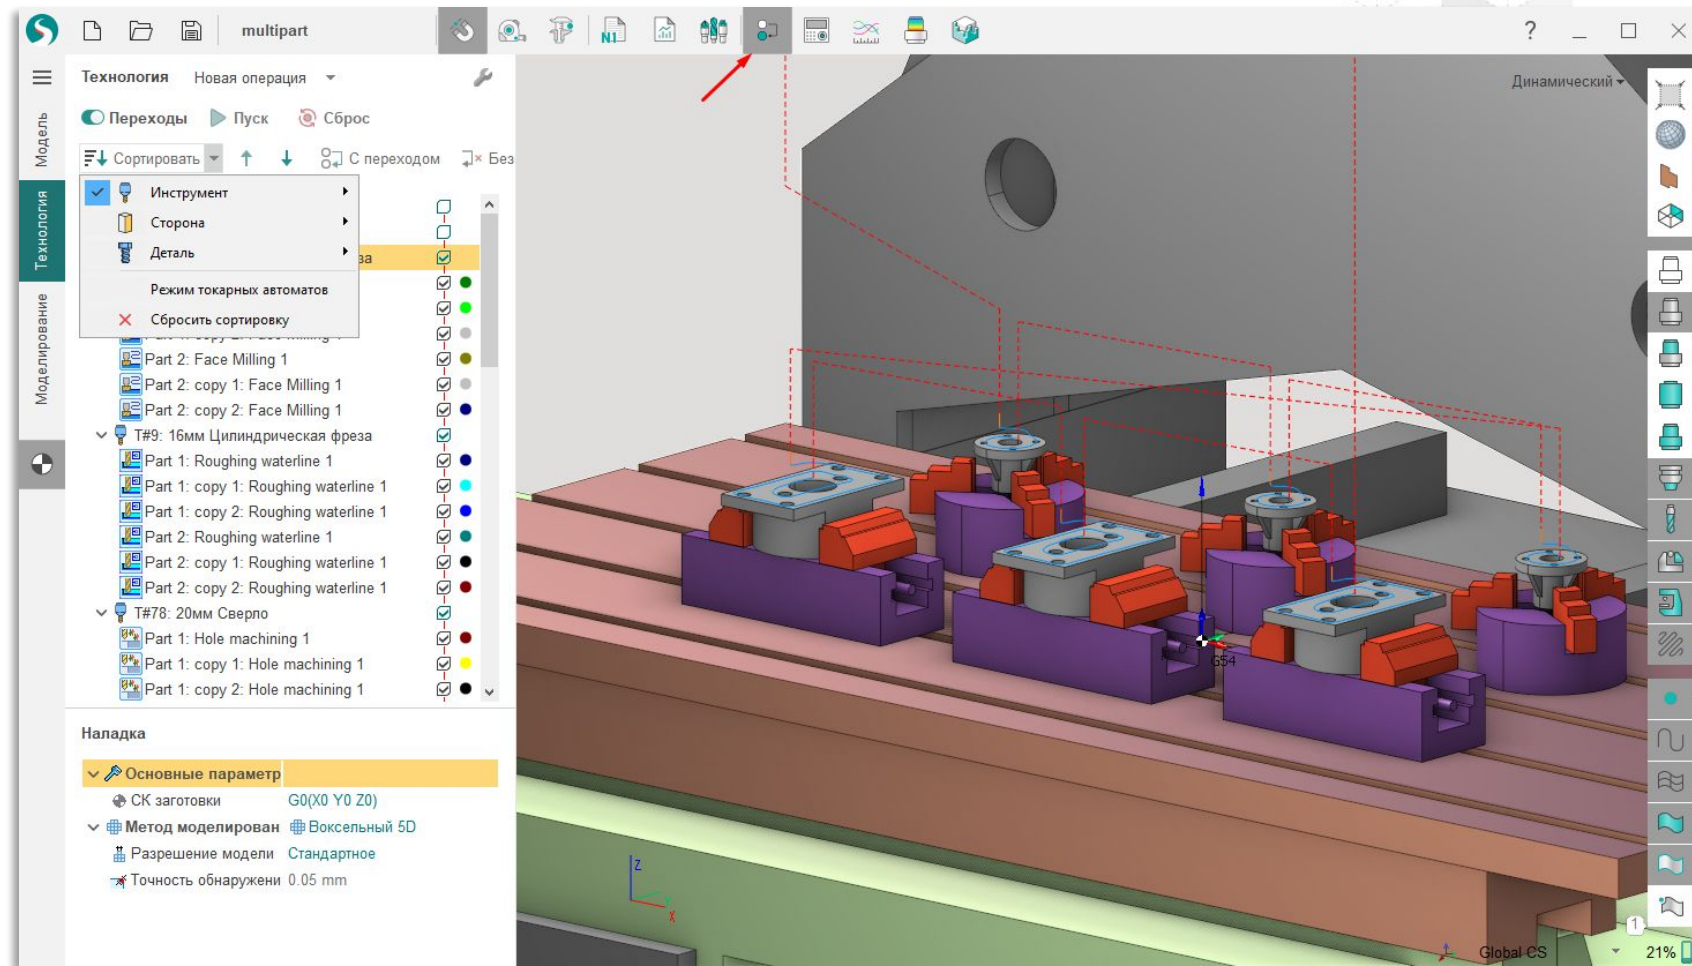 multipart
N1
?
Технология Новая операция
Динамический
Переходы Пуск Сброс
Модель
Сортировать С переходом Без
Технология
Инструмент
Сторона
Деталь
за
Режим токарных автоматов
Сбросить сортировку
Моделирование
Part 2: Face Milling 1
Part 2: copy 1: Face Milling 1
Part 2: copy 2: Face Milling 1
T#9: 16мм Цилиндрическая фреза
Part 1: Roughing waterline 1
Part 1: copy 1: Roughing waterline 1
Part 1: copy 2: Roughing waterline 1
Part 2: Roughing waterline 1
Part 2: copy 1: Roughing waterline 1
Part 2: copy 2: Roughing waterline 1
T#78: 20мм Сверло
Part 1: Hole machining 1
Part 1: copy 1: Hole machining 1
Part 1: copy 2: Hole machining 1
G54
Наладка
Основные параметр
СК заготовки G0(X0 Y0 Z0)
Метод моделирован Воксельный 5D
Разрешение модели Стандартное
Точность обнаружени 0.05 mm
Z
X
1
Global CS
21%